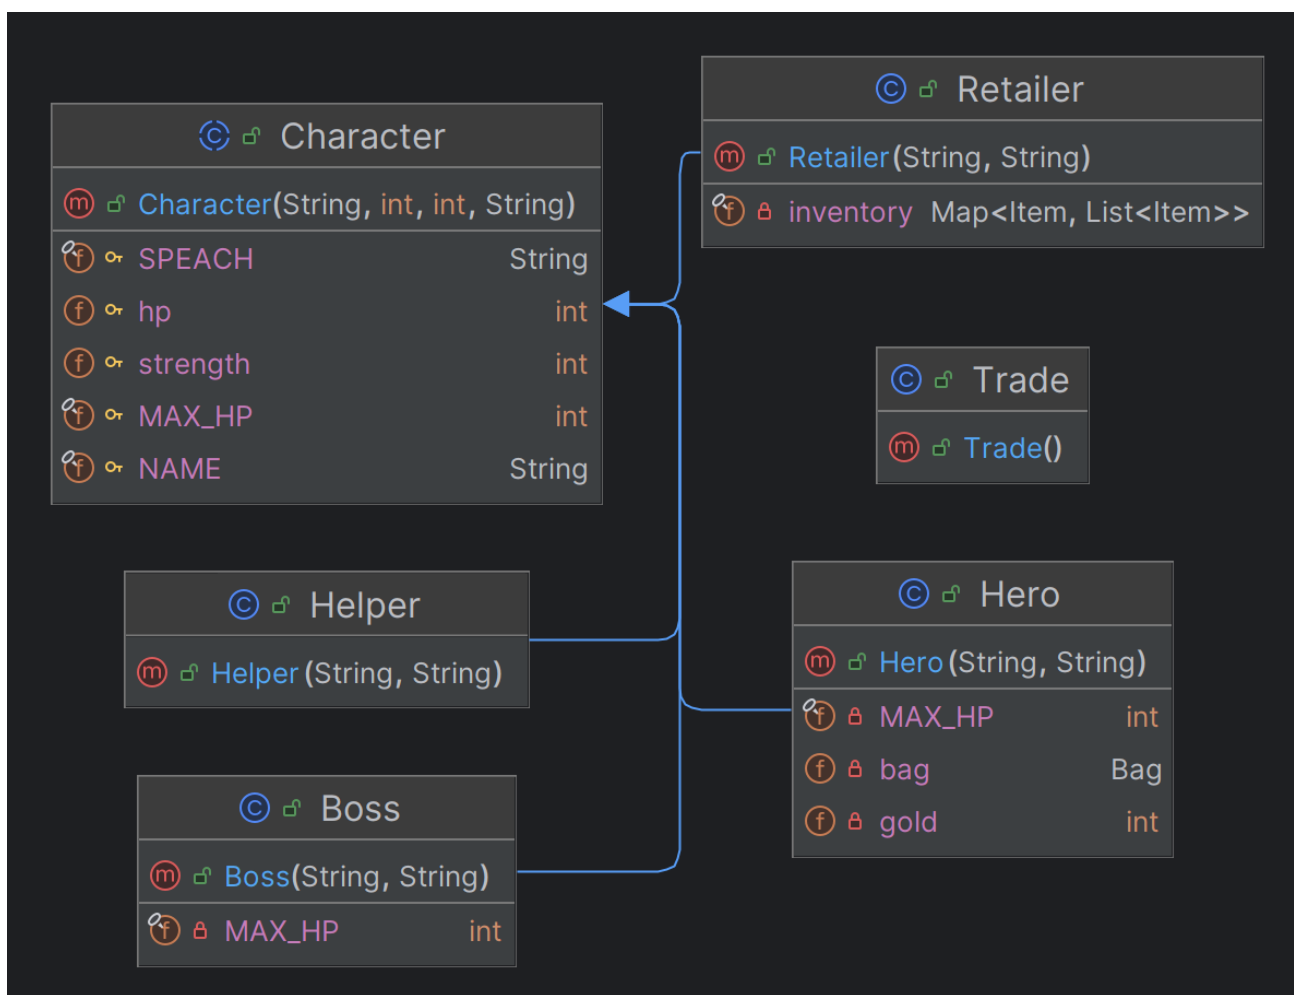 Character
Character(String, int, int, String)
SPEACH String
hp int
strength int
MAX_HP int
NAME String
Retailer
Retailer(String, String)
inventory Map<Item, List<Item>>
Trade
Trade()
Helper
Helper(String, String)
Hero
Hero(String, String)
MAX_HP int
bag Bag
gold int
Boss
Boss(String, String)
MAX_HP int